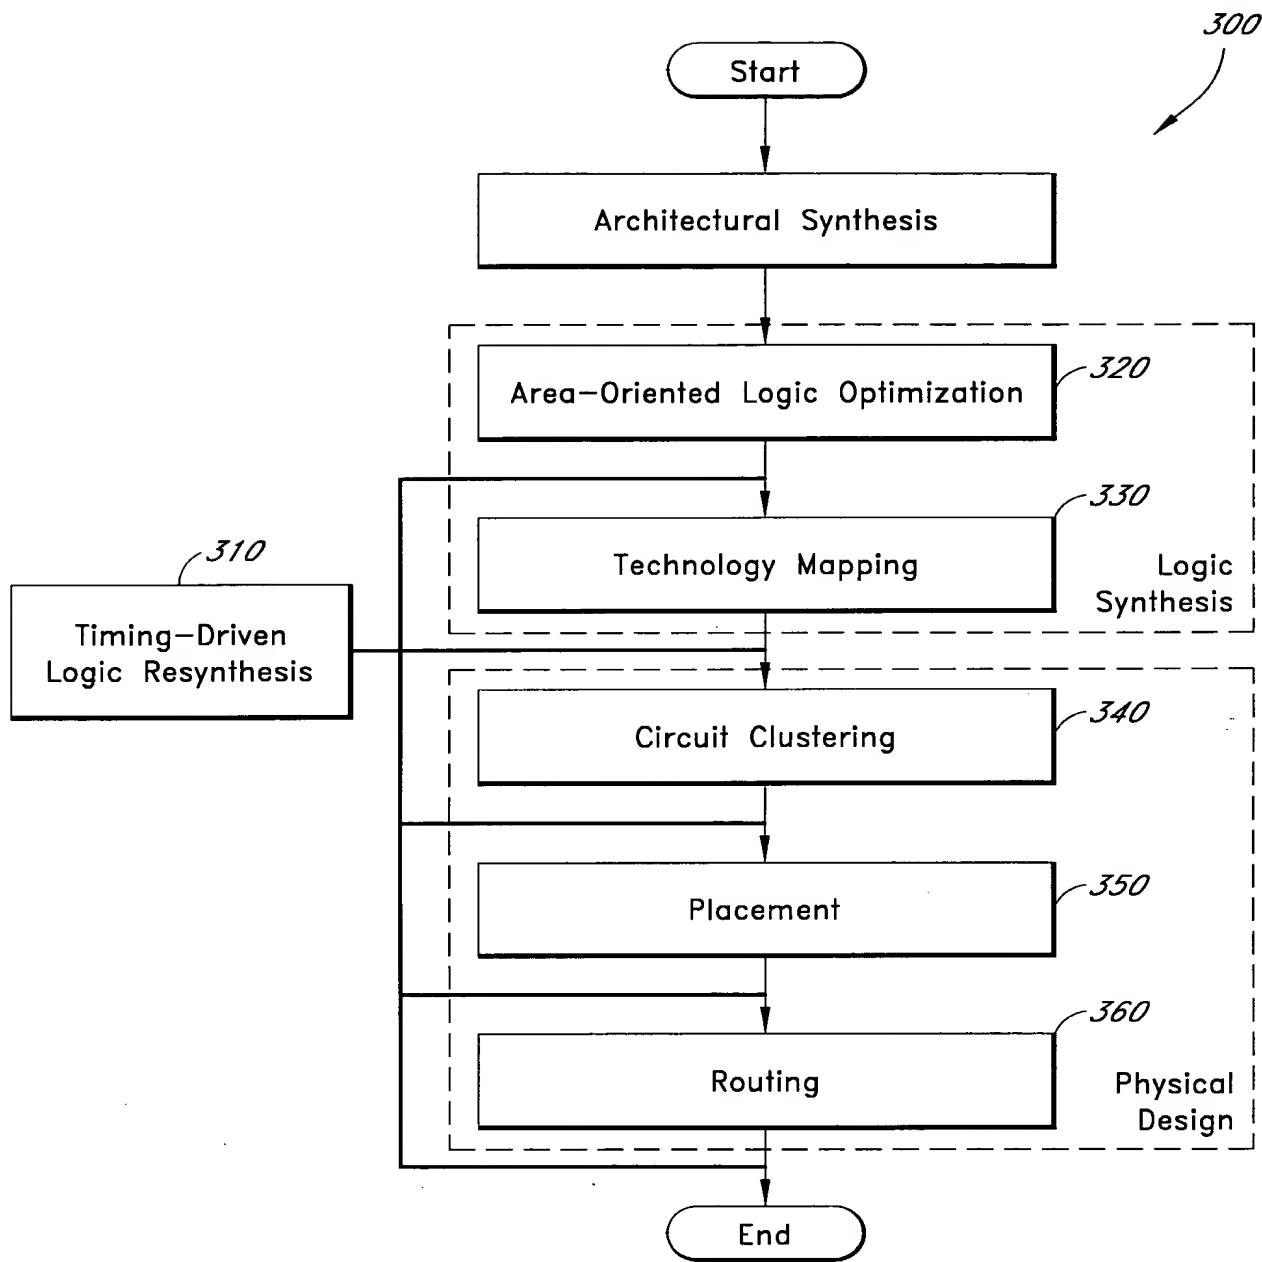 300
Start
Architectural Synthesis
320
Area-Oriented Logic Optimization
330
Technology Mapping
Logic
Synthesis
310
Timing-Driven
Logic Resynthesis
340
Circuit Clustering
350
Placement
360
Routing
Physical
Design
End